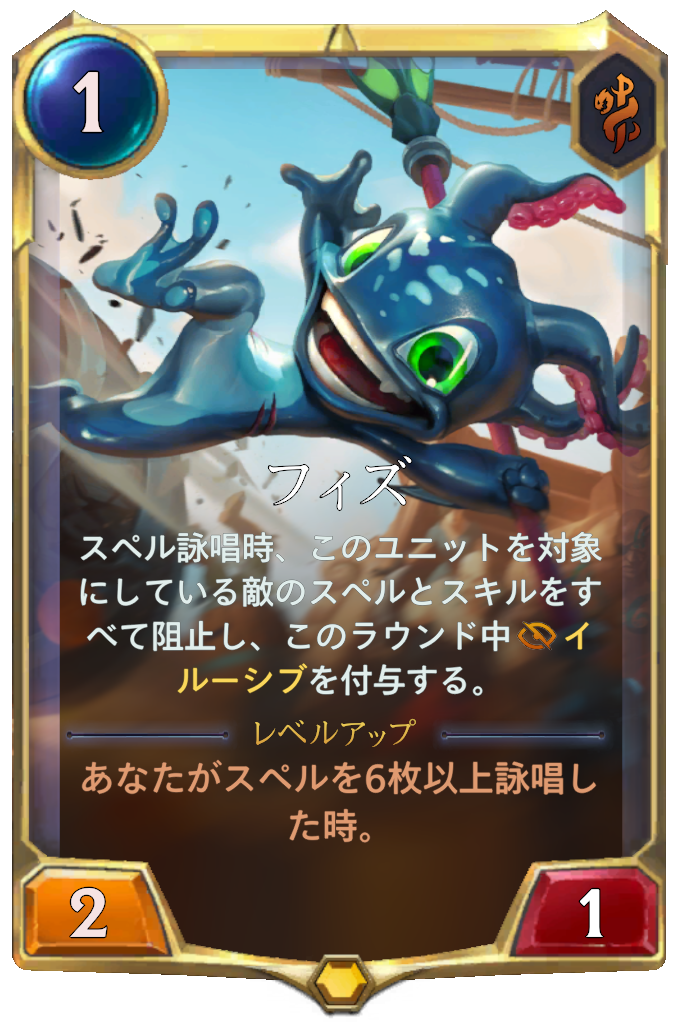 1
フィズ
スペル詠唱時、このユニットを対象
にしている敵のスペルとスキルをす
べて阻止し、このラウンド中イ
ルーシブを付与する。
レベルアップ
あなたがスペルを6枚以上詠唱し
た時。
2
1